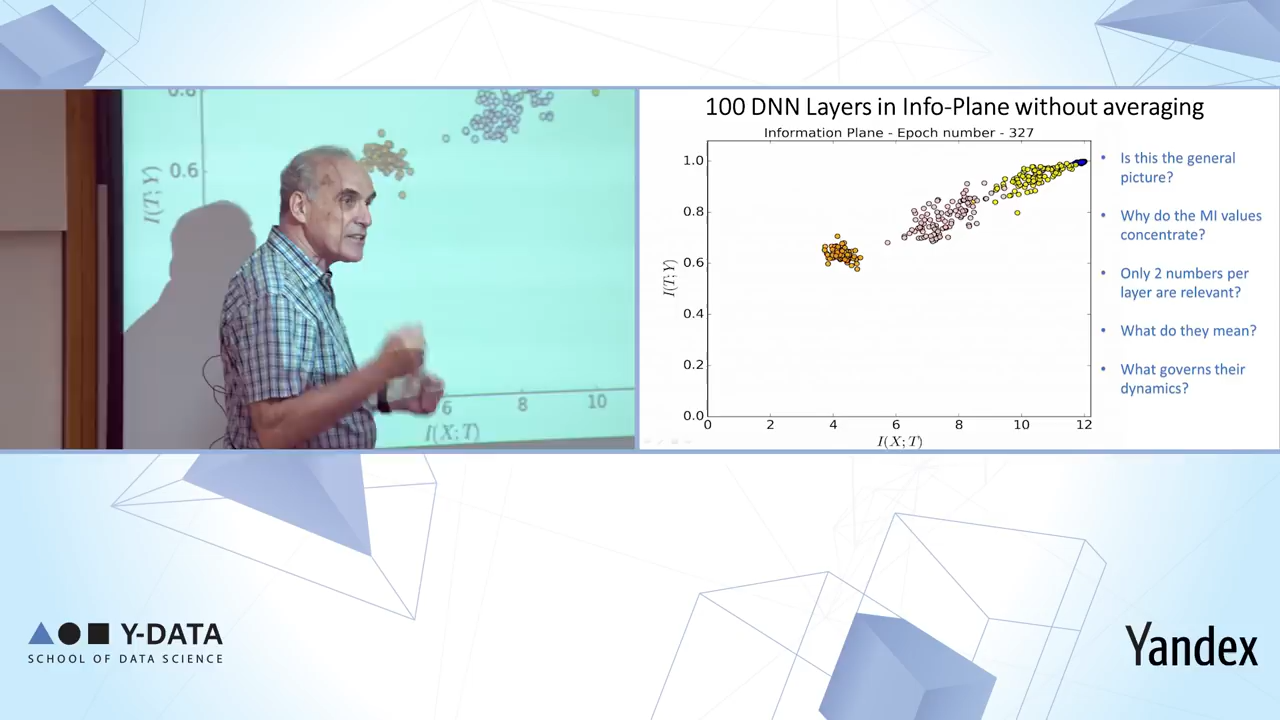 0.8
0.6
I(T;Y)
6
8
10
I(X;T)
100 DNN Layers in Info-Plane without averaging
Information Plane - Epoch number - 327
1.0
0.8
0.6
0.4
0.2
0.0
I(T;Y)
0
2
4
6
8
10
12
I(X;T)
• Is this the general
picture?
• Why do the MI values
concentrate?
• Only 2 numbers per
layer are relevant?
• What do they mean?
• What governs their
dynamics?
Y-DATA
SCHOOL OF DATA SCIENCE
Yandex